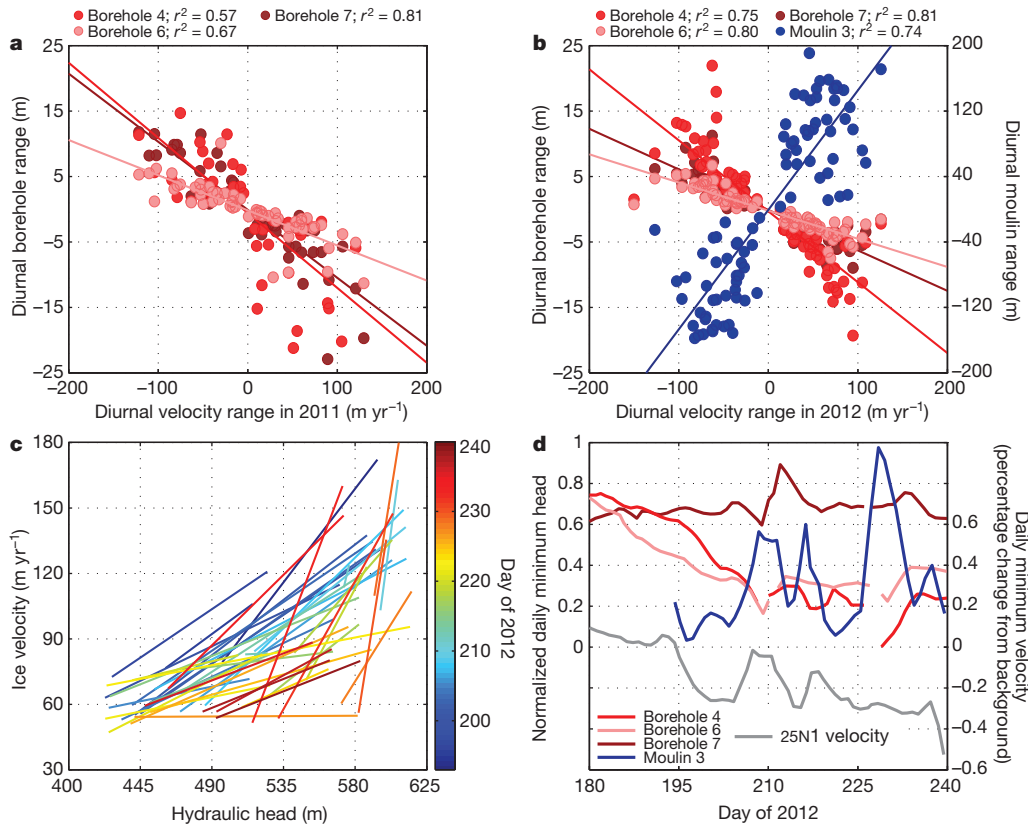 Borehole 4; r² = 0.57 Borehole 7; r² = 0.81
Borehole 6; r² = 0.67
a
25
15
5
−5
−15
−25
Diurnal borehole range (m)
−200 −100 0 100 200
Diurnal velocity range in 2011 (m yr⁻¹)
Borehole 4; r² = 0.75 Borehole 7; r² = 0.81
Borehole 6; r² = 0.80 Moulin 3; r² = 0.74
b
25
15
5
−5
−15
−25
Diurnal borehole range (m)
200
120
40
−40
−120
−200
Diurnal moulin range (m)
−200 −100 0 100 200
Diurnal velocity range in 2012 (m yr⁻¹)
c
180
150
120
90
60
30
Ice velocity (m yr⁻¹)
400 445 490 535 580 625
Hydraulic head (m)
240
220
210
200
Day of 2012
d
1
0.8
0.6
0.4
0.2
0
Normalized daily minimum head
0.6
0.4
0.2
0
−0.2
−0.4
−0.6
Daily minimum velocity
(percentage change from background)
Borehole 4
Borehole 6
Borehole 7
Moulin 3
25N1 velocity
180 195 210 225 240
Day of 2012